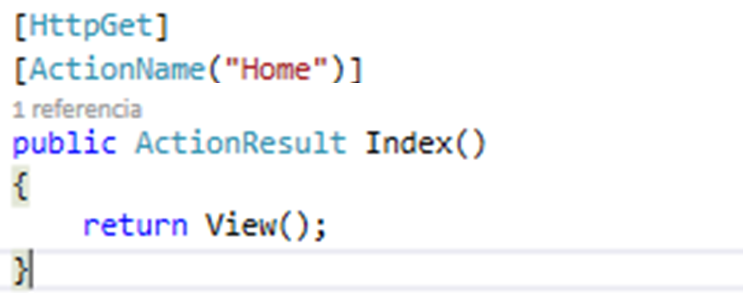 [HttpGet]
[ActionName("Home")]
1 referencia
public ActionResult Index()
{
    return View();
}